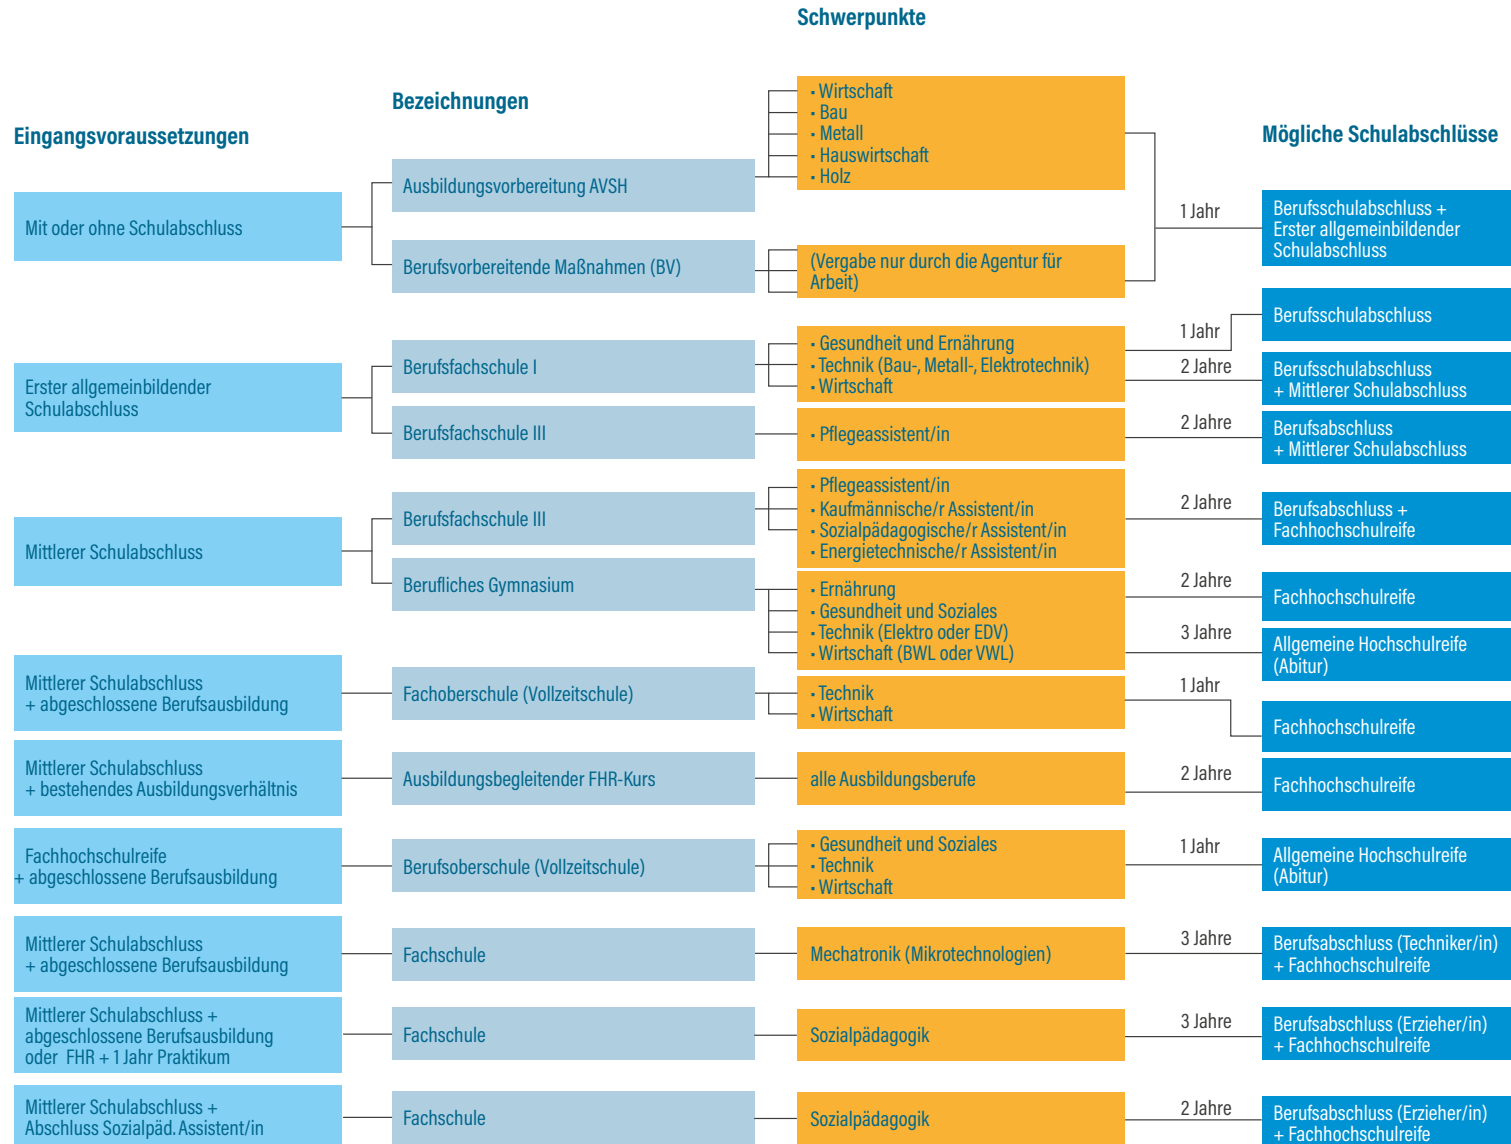 Schwerpunkte
Bezeichnungen
Eingangsvoraussetzungen
Mögliche Schulabschlüsse
Mit oder ohne Schulabschluss
Ausbildungsvorbereitung AVSH
• Wirtschaft
• Bau
• Metall
• Hauswirtschaft
• Holz
Berufsvorbereitende Maßnahmen (BV)
(Vergabe nur durch die Agentur für
Arbeit)
1 Jahr
Berufsschulabschluss +
Erster allgemeinbildender
Schulabschluss
Erster allgemeinbildender
Schulabschluss
Berufsfachschule I
• Gesundheit und Ernährung
• Technik (Bau-, Metall-, Elektrotechnik)
• Wirtschaft
1 Jahr
Berufsschulabschluss
2 Jahre
Berufsschulabschluss
+ Mittlerer Schulabschluss
Berufsfachschule III
• Pflegeassistent/in
2 Jahre
Berufsabschluss
+ Mittlerer Schulabschluss
Mittlerer Schulabschluss
Berufsfachschule III
• Pflegeassistent/in
• Kaufmännische/r Assistent/in
• Sozialpädagogische/r Assistent/in
• Energietechnische/r Assistent/in
2 Jahre
Berufsabschluss +
Fachhochschulreife
Berufliches Gymnasium
• Ernährung
• Gesundheit und Soziales
• Technik (Elektro oder EDV)
• Wirtschaft (BWL oder VWL)
2 Jahre
Fachhochschulreife
3 Jahre
Allgemeine Hochschulreife
(Abitur)
Mittlerer Schulabschluss
+ abgeschlossene Berufsausbildung
Fachoberschule (Vollzeitschule)
• Technik
• Wirtschaft
1 Jahr
Fachhochschulreife
Mittlerer Schulabschluss
+ bestehendes Ausbildungsverhältnis
Ausbildungsbegleitender FHR-Kurs
alle Ausbildungsberufe
2 Jahre
Fachhochschulreife
Fachhochschulreife
+ abgeschlossene Berufsausbildung
Berufsoberschule (Vollzeitschule)
• Gesundheit und Soziales
• Technik
• Wirtschaft
1 Jahr
Allgemeine Hochschulreife
(Abitur)
Mittlerer Schulabschluss
+ abgeschlossene Berufsausbildung
Fachschule
Mechatronik (Mikrotechnologien)
3 Jahre
Berufsabschluss (Techniker/in)
+ Fachhochschulreife
Mittlerer Schulabschluss +
abgeschlossene Berufsausbildung
oder FHR + 1 Jahr Praktikum
Fachschule
Sozialpädagogik
3 Jahre
Berufsabschluss (Erzieher/in)
+ Fachhochschulreife
Mittlerer Schulabschluss +
Abschluss Sozialpäd. Assistent/in
Fachschule
Sozialpädagogik
2 Jahre
Berufsabschluss (Erzieher/in)
+ Fachhochschulreife